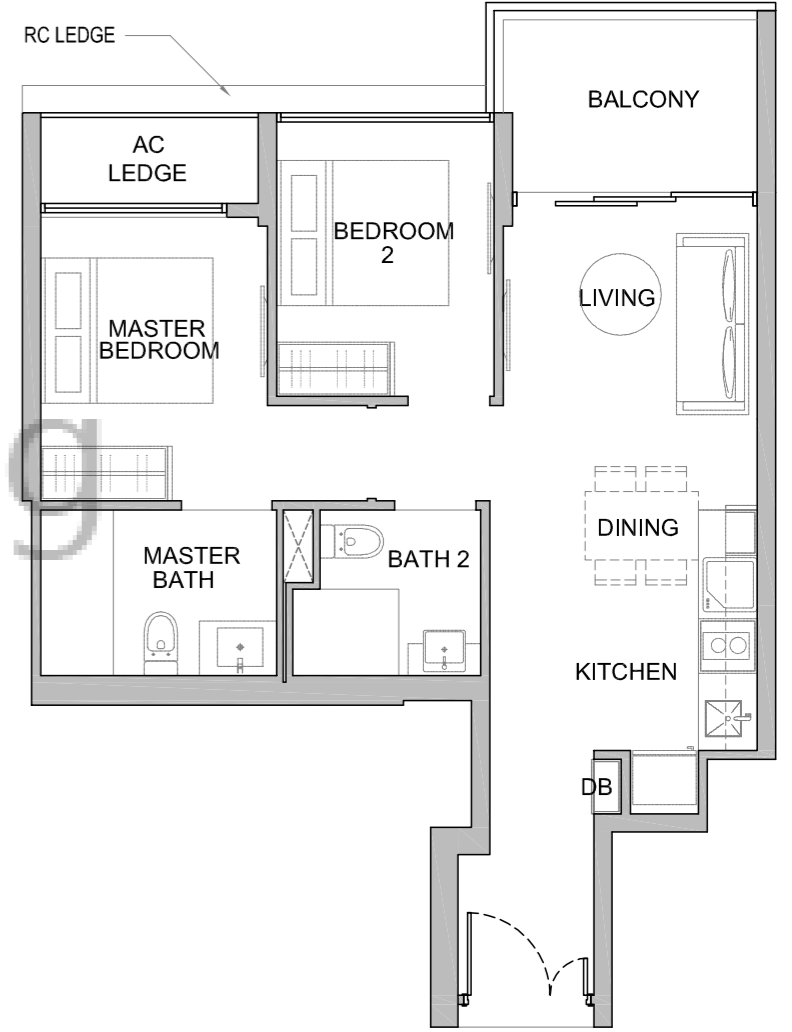 RC LEDGE
BALCONY
AC
LEDGE
BEDROOM
2
LIVING
MASTER
BEDROOM
g
DINING
MASTER
BATH
BATH 2
KITCHEN
DB